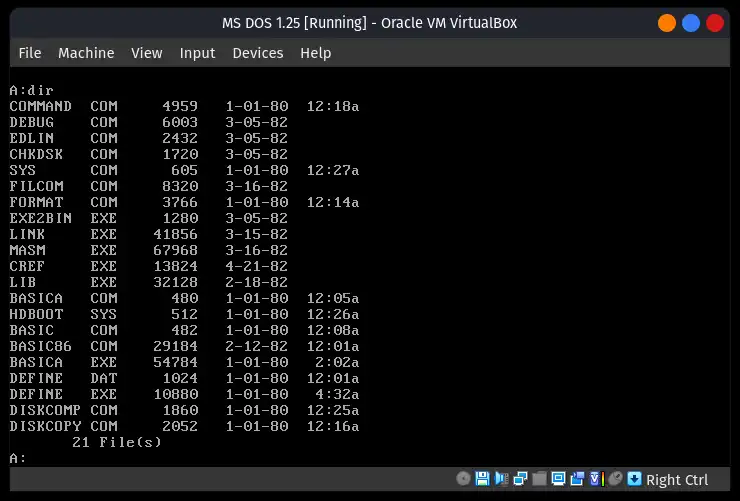 MS DOS 1.25 [Running] - Oracle VM VirtualBox
File Machine View Input Devices Help
A:dir
COMMAND  COM     4959   1-01-80  12:18a
DEBUG    COM     6003   3-05-82
EDLIN    COM     2432   3-05-82
CHKDSK   COM     1720   3-05-82
SYS      COM      605   1-01-80  12:27a
FILCOM   COM     8320   3-16-82
FORMAT   COM     3766   1-01-80  12:14a
EXE2BIN  EXE     1280   3-05-82
LINK     EXE    41856   3-15-82
MASM     EXE    67968   3-16-82
CREF     EXE    13824   4-21-82
LIB      EXE    32128   2-18-82
BASICA   COM      480   1-01-80  12:05a
HDBOOT   SYS      512   1-01-80  12:26a
BASIC    COM      482   1-01-80  12:08a
BASIC86  COM    29184   2-12-82  12:01a
BASICA   EXE    54784   1-01-80   2:02a
DEFINE   DAT     1024   1-01-80  12:01a
DEFINE   EXE    10880   1-01-80   4:32a
DISKCOMP COM     1860   1-01-80  12:25a
DISKCOPY COM     2052   1-01-80  12:16a
       21 File(s)
A:
Right Ctrl